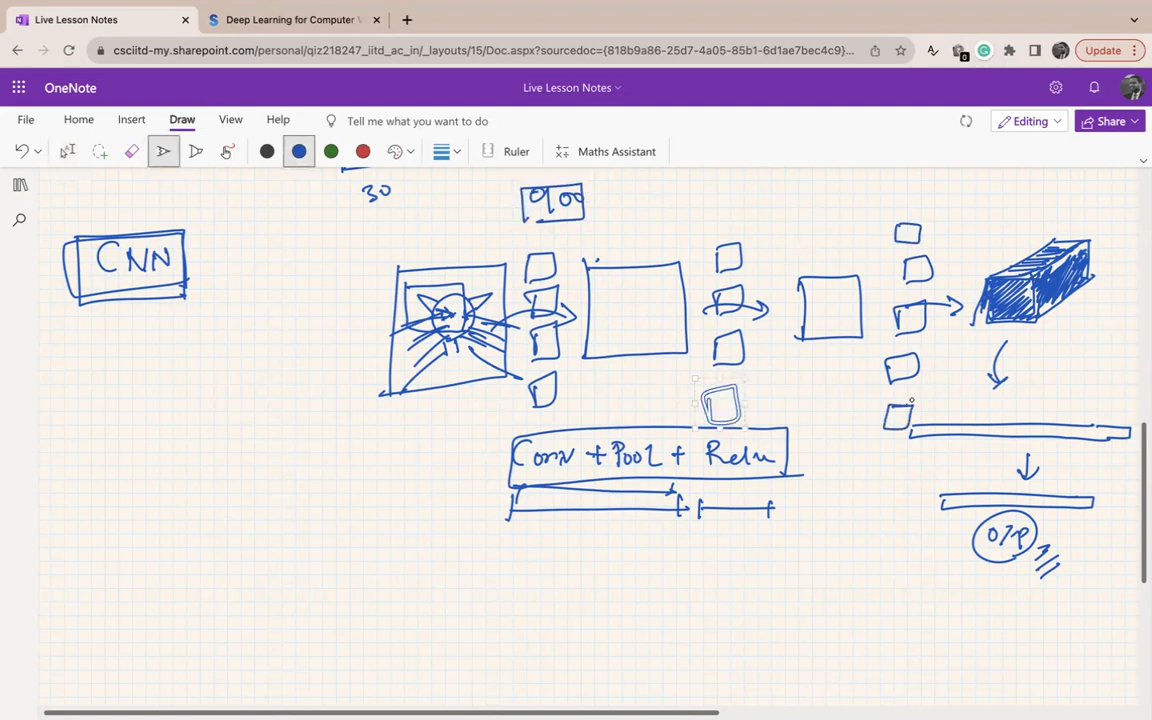 Live Lesson Notes
Deep Learning for Computer V
csciitd-my.sharepoint.com/personal/qiz218247_iitd_ac_in/_layouts/15/Doc.aspx?sourcedoc={818b9a86-25d7-4a05-85b1-6d1ae7bec4c9}...
0
Update
OneNote
Live Lesson Notes
File Home Insert Draw View Help Tell me what you want to do
Editing
Share
Ruler
Maths Assistant
30
CNN
Conv + Pool + Relu
O/P